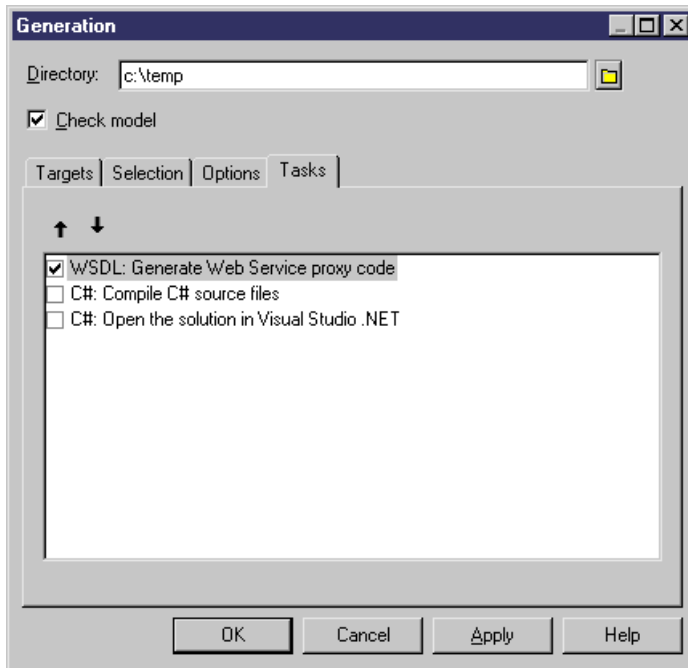 Generation
Directory: c:\temp
Check model
Targets Selection Options Tasks
WSDL: Generate Web Service proxy code
C#: Compile C# source files
C#: Open the solution in Visual Studio .NET
OK Cancel Apply Help